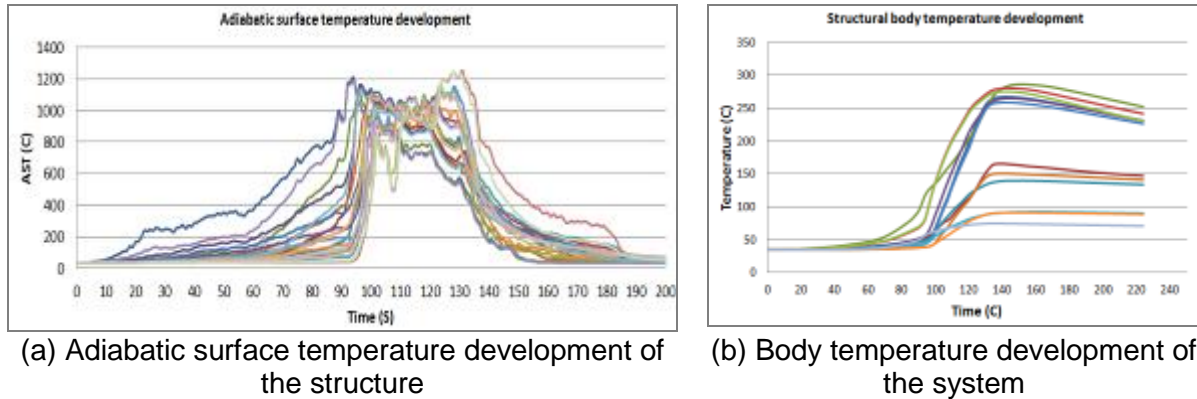 Adiabatic surface temperature development
1400
1200
1000
800
600
400
200
0
AST (C)
0 10 20 30 40 50 60 70 80 90 100 110 120 130 140 150 160 170 180 190 200
Time (S)
(a) Adiabatic surface temperature development of
the structure
Structural body temperature development
350
300
250
200
150
100
50
0
Temperature (C)
0 20 40 60 80 100 120 140 160 180 200 220 240
Time (C)
(b) Body temperature development of
the system